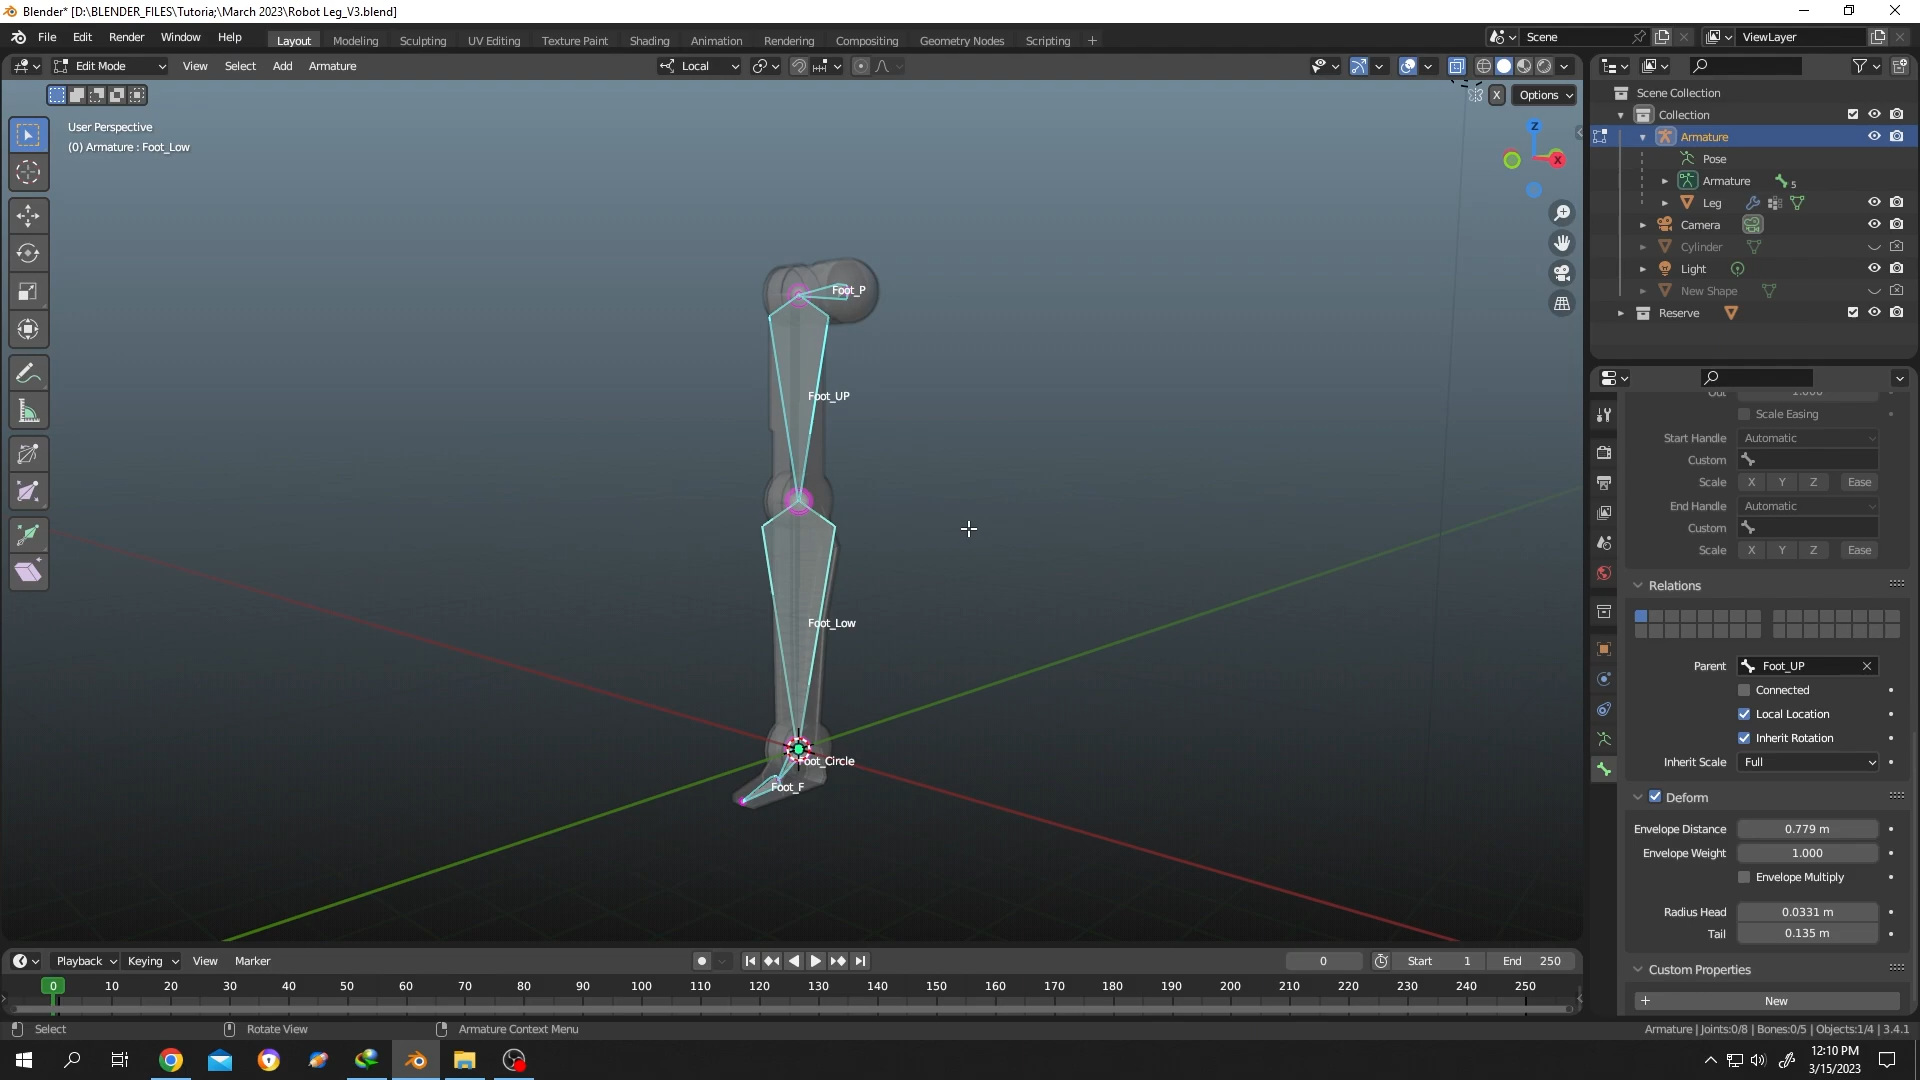 Blender* [D:\BLENDER_FILES\Tutoria;\March 2023\Robot Leg_V3.blend]
File Edit Render Window Help
Layout Modeling Sculpting UV Editing Texture Paint Shading Animation Rendering Compositing Geometry Nodes Scripting +
Scene
ViewLayer
Edit Mode View Select Add Armature
Local
X Options
User Perspective
(0) Armature : Foot_Low
Z
X
Foot_P
Foot_UP
Foot_Low
Foot_Circle
Foot_F
Scene Collection
Collection
Armature
Pose
Armature 5
Leg
Camera
Cylinder
Light
New Shape
Reserve
Out 1.000
Scale Easing
Start Handle Automatic
Custom
Scale X Y Z Ease
End Handle Automatic
Custom
Scale X Y Z Ease
Relations
Parent Foot_UP
Connected
Local Location
Inherit Rotation
Inherit Scale Full
Deform
Envelope Distance 0.779 m
Envelope Weight 1.000
Envelope Multiply
Radius Head 0.0331 m
Tail 0.135 m
Custom Properties
New
Playback Keying View Marker
0 Start 1 End 250
0 10 20 30 40 50 60 70 80 90 100 110 120 130 140 150 160 170 180 190 200 210 220 230 240 250
Select Rotate View Armature Context Menu
Armature | Joints:0/8 | Bones:0/5 | Objects:1/4 | 3.4.1
12:10 PM
3/15/2023